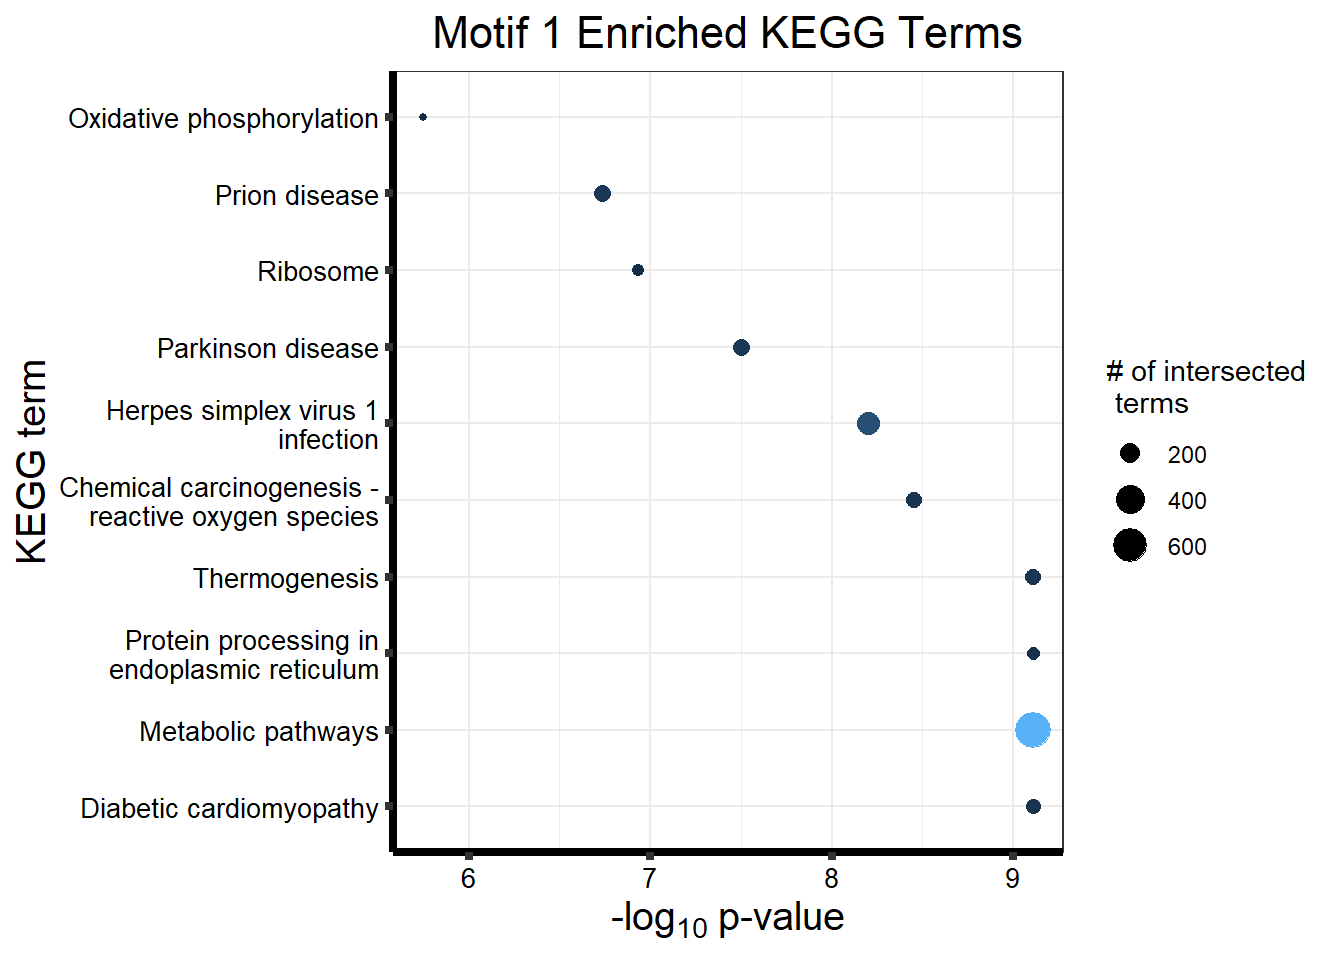 Motif 1 Enriched KEGG Terms
Oxidative phosphorylation
Prion disease
Ribosome
Parkinson disease
Herpes simplex virus 1
infection
Chemical carcinogenesis -
reactive oxygen species
Thermogenesis
Protein processing in
endoplasmic reticulum
Metabolic pathways
Diabetic cardiomyopathy
KEGG term
6 7 8 9
-log10 p-value
# of intersected
terms
200
400
600